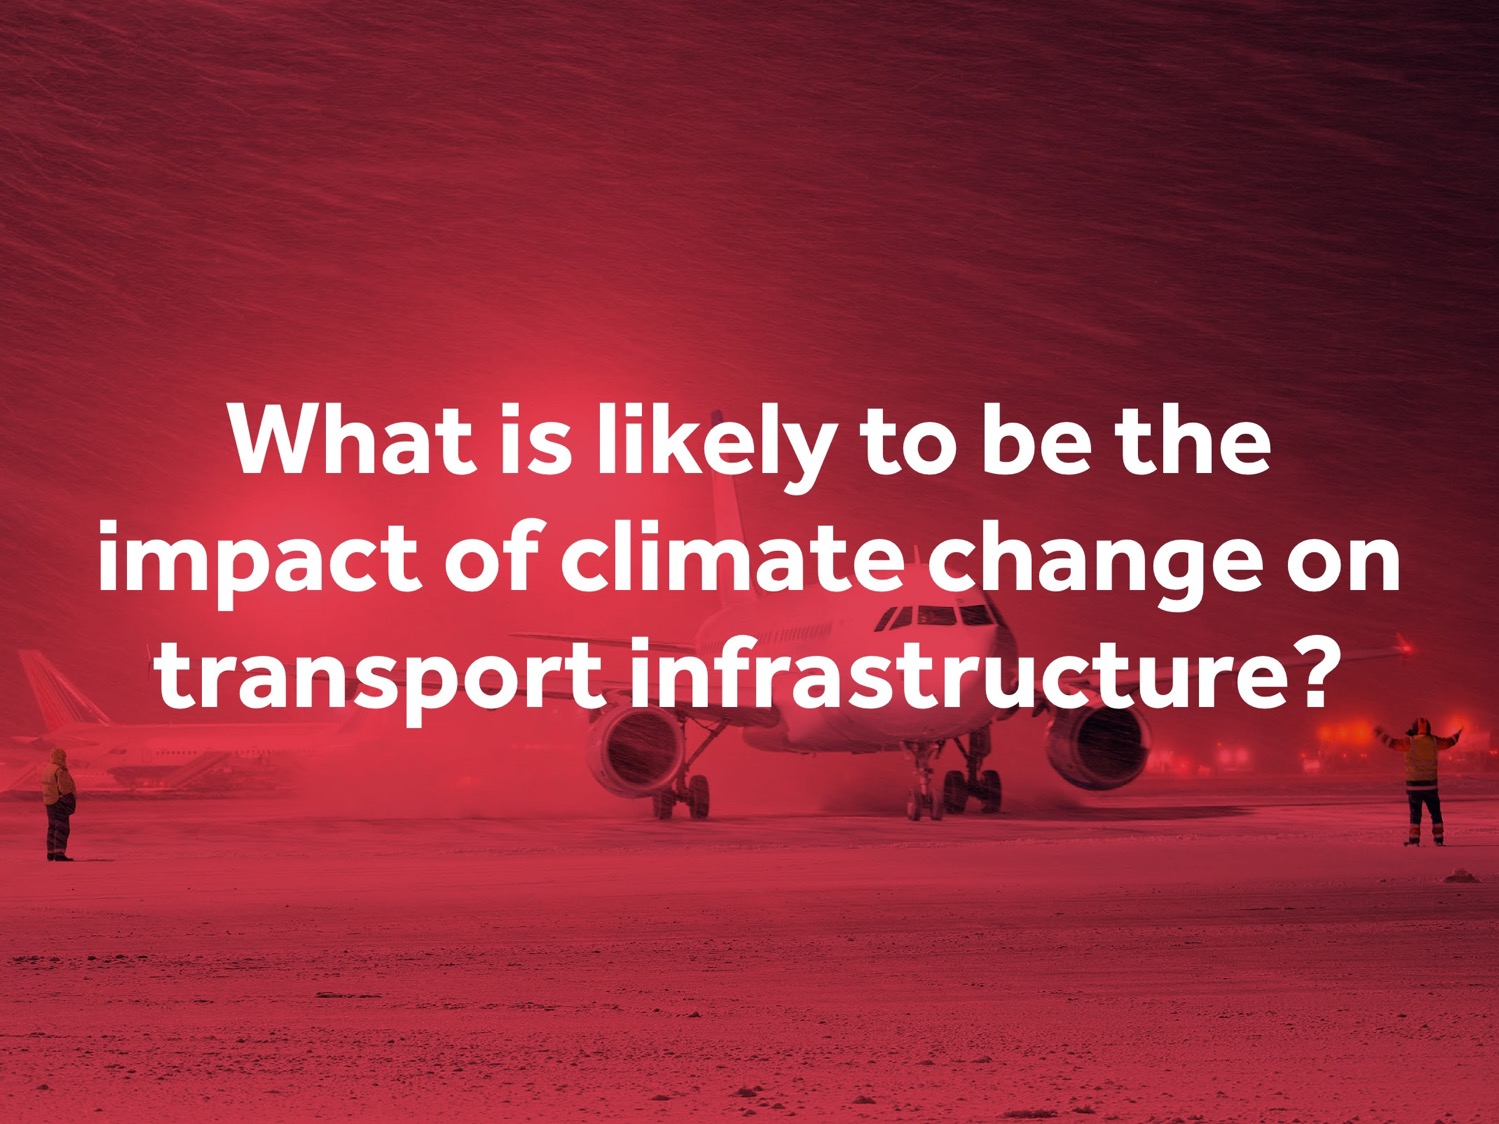 What is likely to be the
impact of climate change on
transport infrastructure?